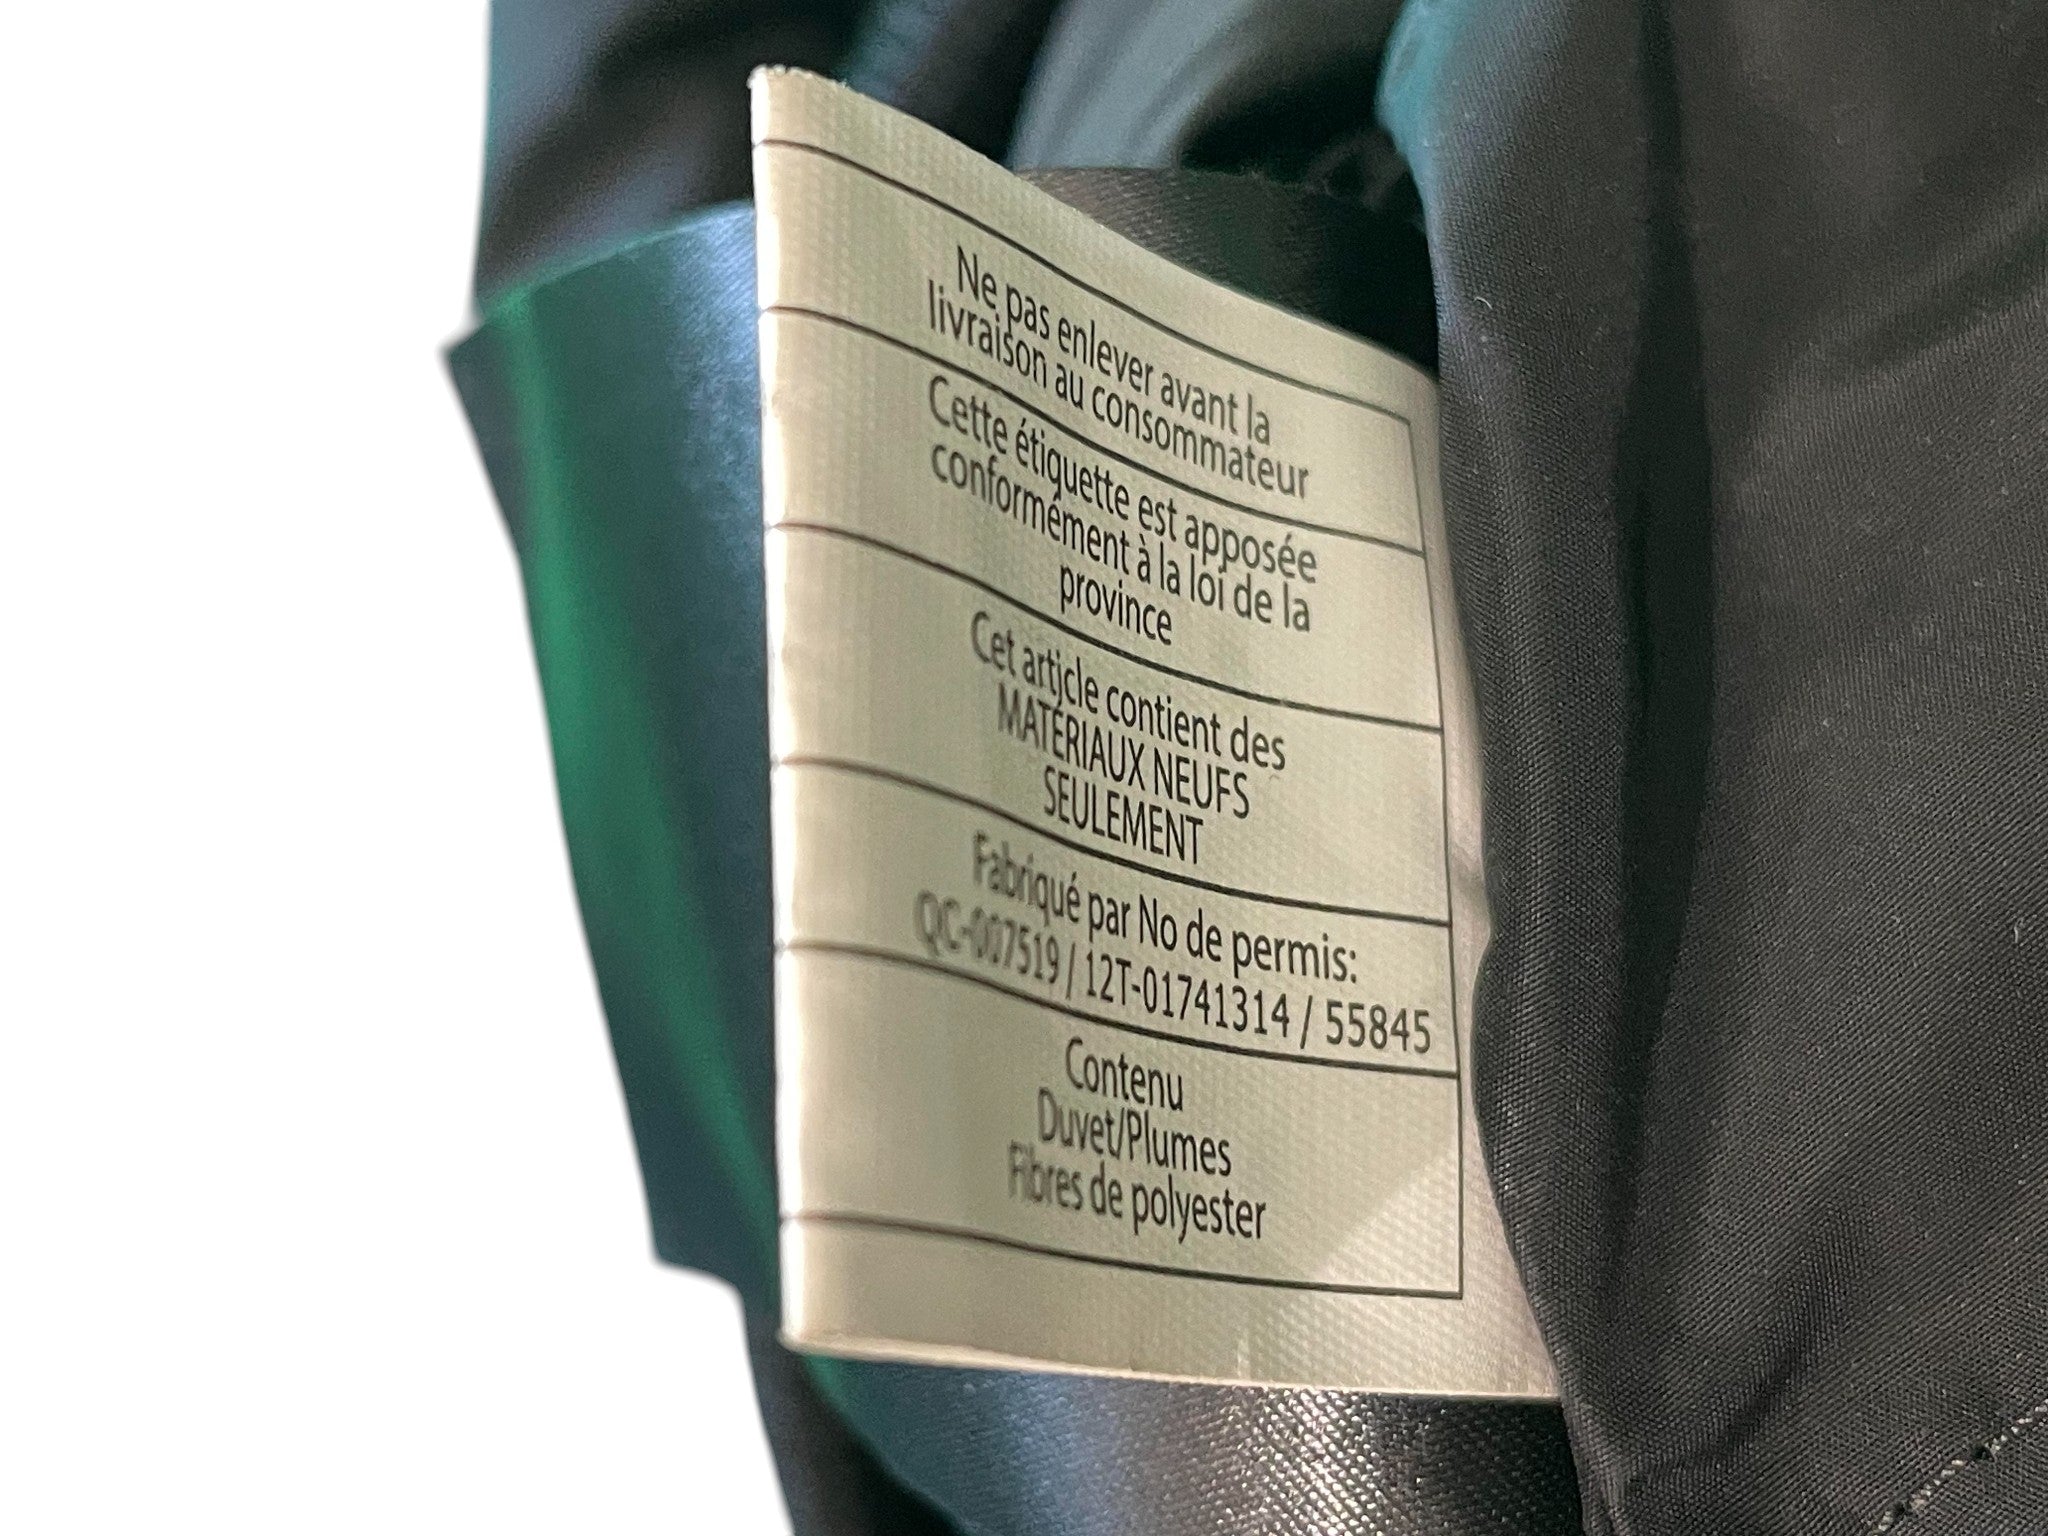 Ne pas enlever avant la
livraison au consommateur
Cette étiquette est apposée
conformément à la loi de la
province
Cet article contient des
MATÉRIAUX NEUFS
SEULEMENT
Fabriqué par No de permis:
QC-007519 / 12T-01741314 / 55845
Contenu
Duvet/Plumes
Fibres de polyester